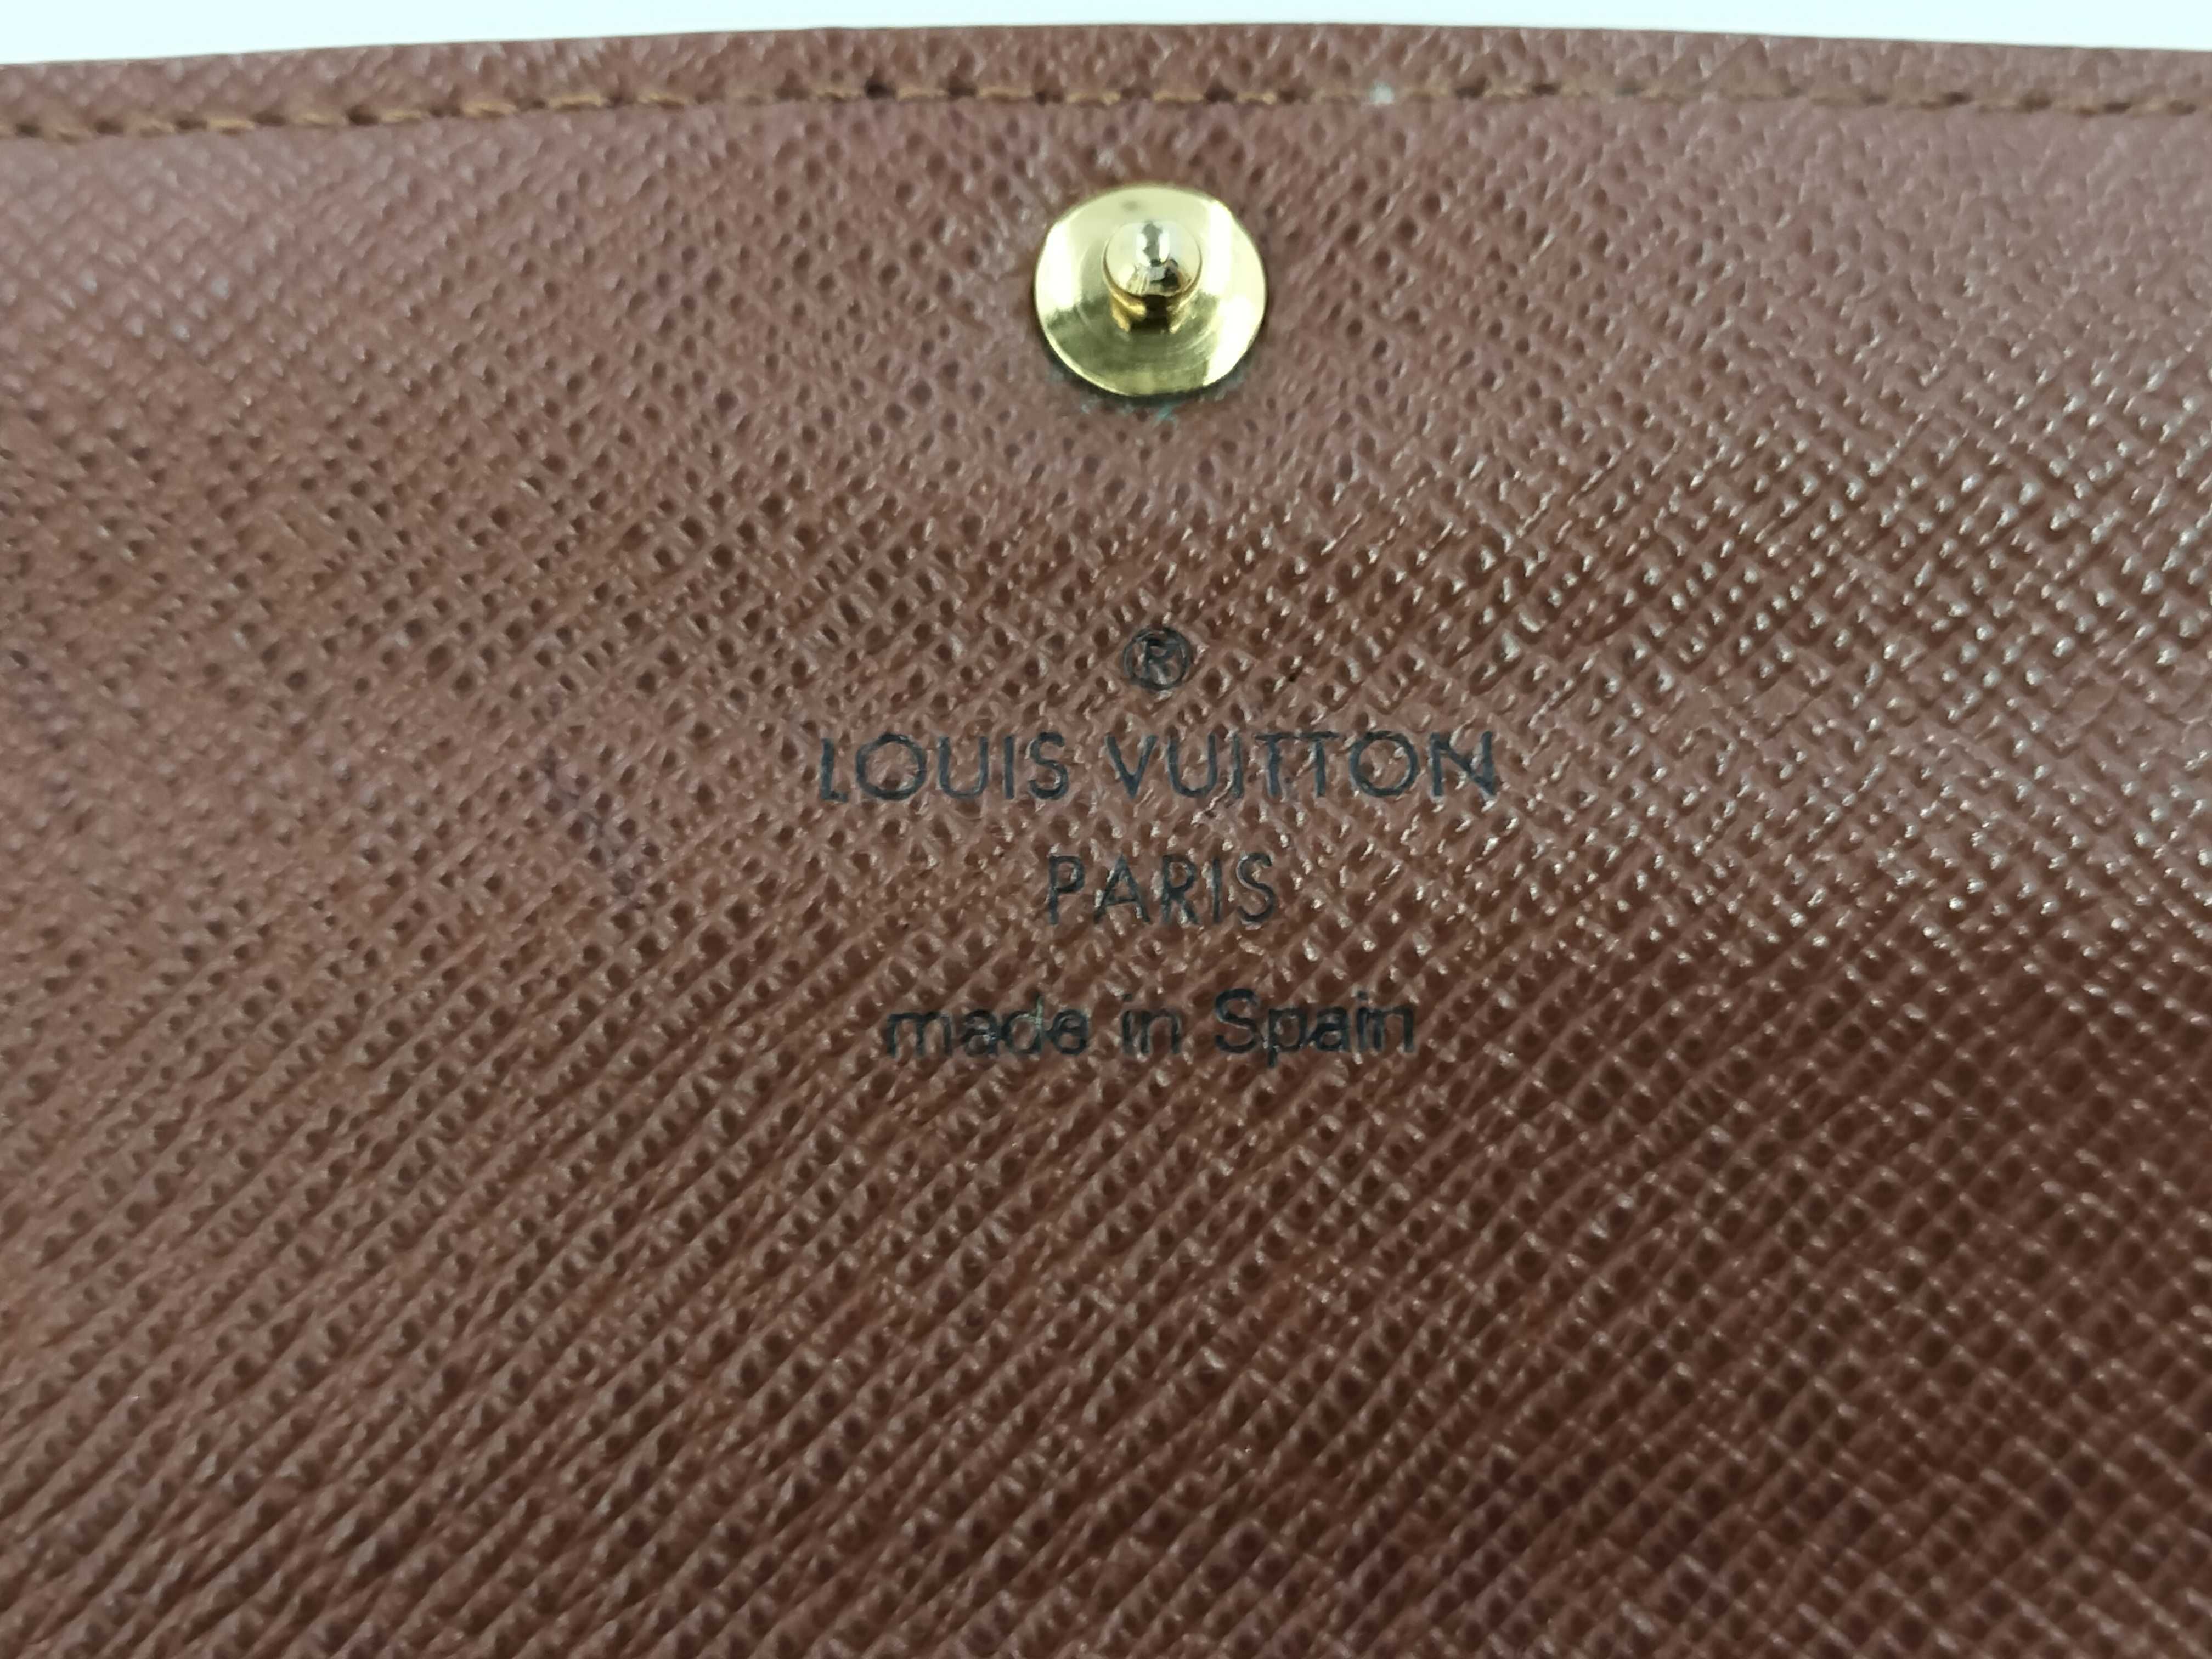 ®
LOUIS VUITTON
PARIS
made in Spain